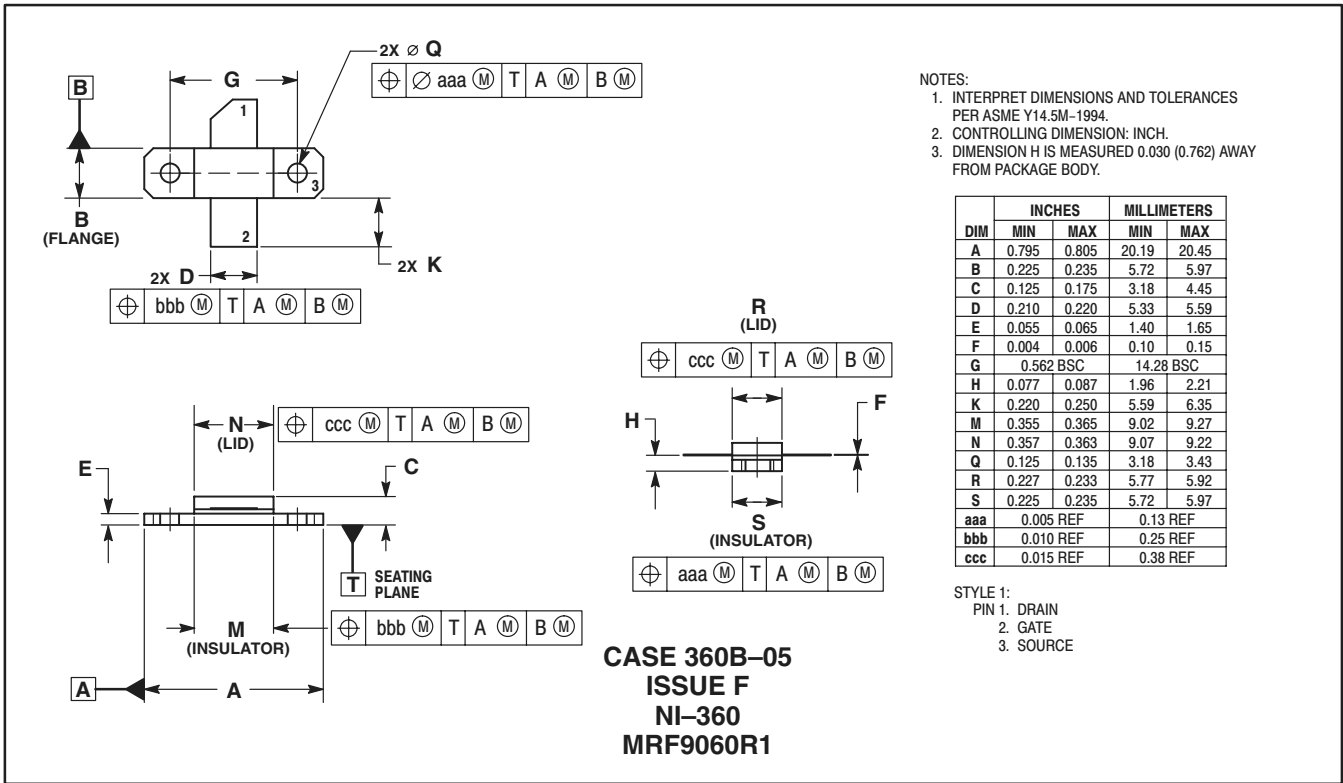 2X ⌀ Q
⌀ aaa Ⓜ T A Ⓜ B Ⓜ
G
B
1
3
B
(FLANGE)
2
2X K
2X D
bbb Ⓜ T A Ⓜ B Ⓜ
R
(LID)
ccc Ⓜ T A Ⓜ B Ⓜ
H
F
S
(INSULATOR)
aaa Ⓜ T A Ⓜ B Ⓜ
N
(LID)
ccc Ⓜ T A Ⓜ B Ⓜ
E
C
T SEATING
PLANE
M
(INSULATOR)
bbb Ⓜ T A Ⓜ B Ⓜ
A
A
CASE 360B–05
ISSUE F
NI–360
MRF9060R1
NOTES:
1. INTERPRET DIMENSIONS AND TOLERANCES
PER ASME Y14.5M–1994.
2. CONTROLLING DIMENSION: INCH.
3. DIMENSION H IS MEASURED 0.030 (0.762) AWAY
FROM PACKAGE BODY.
INCHES MILLIMETERS
DIM MIN MAX MIN MAX
A 0.795 0.805 20.19 20.45
B 0.225 0.235 5.72 5.97
C 0.125 0.175 3.18 4.45
D 0.210 0.220 5.33 5.59
E 0.055 0.065 1.40 1.65
F 0.004 0.006 0.10 0.15
G 0.562 BSC 14.28 BSC
H 0.077 0.087 1.96 2.21
K 0.220 0.250 5.59 6.35
M 0.355 0.365 9.02 9.27
N 0.357 0.363 9.07 9.22
Q 0.125 0.135 3.18 3.43
R 0.227 0.233 5.77 5.92
S 0.225 0.235 5.72 5.97
aaa 0.005 REF 0.13 REF
bbb 0.010 REF 0.25 REF
ccc 0.015 REF 0.38 REF
STYLE 1:
PIN 1. DRAIN
2. GATE
3. SOURCE